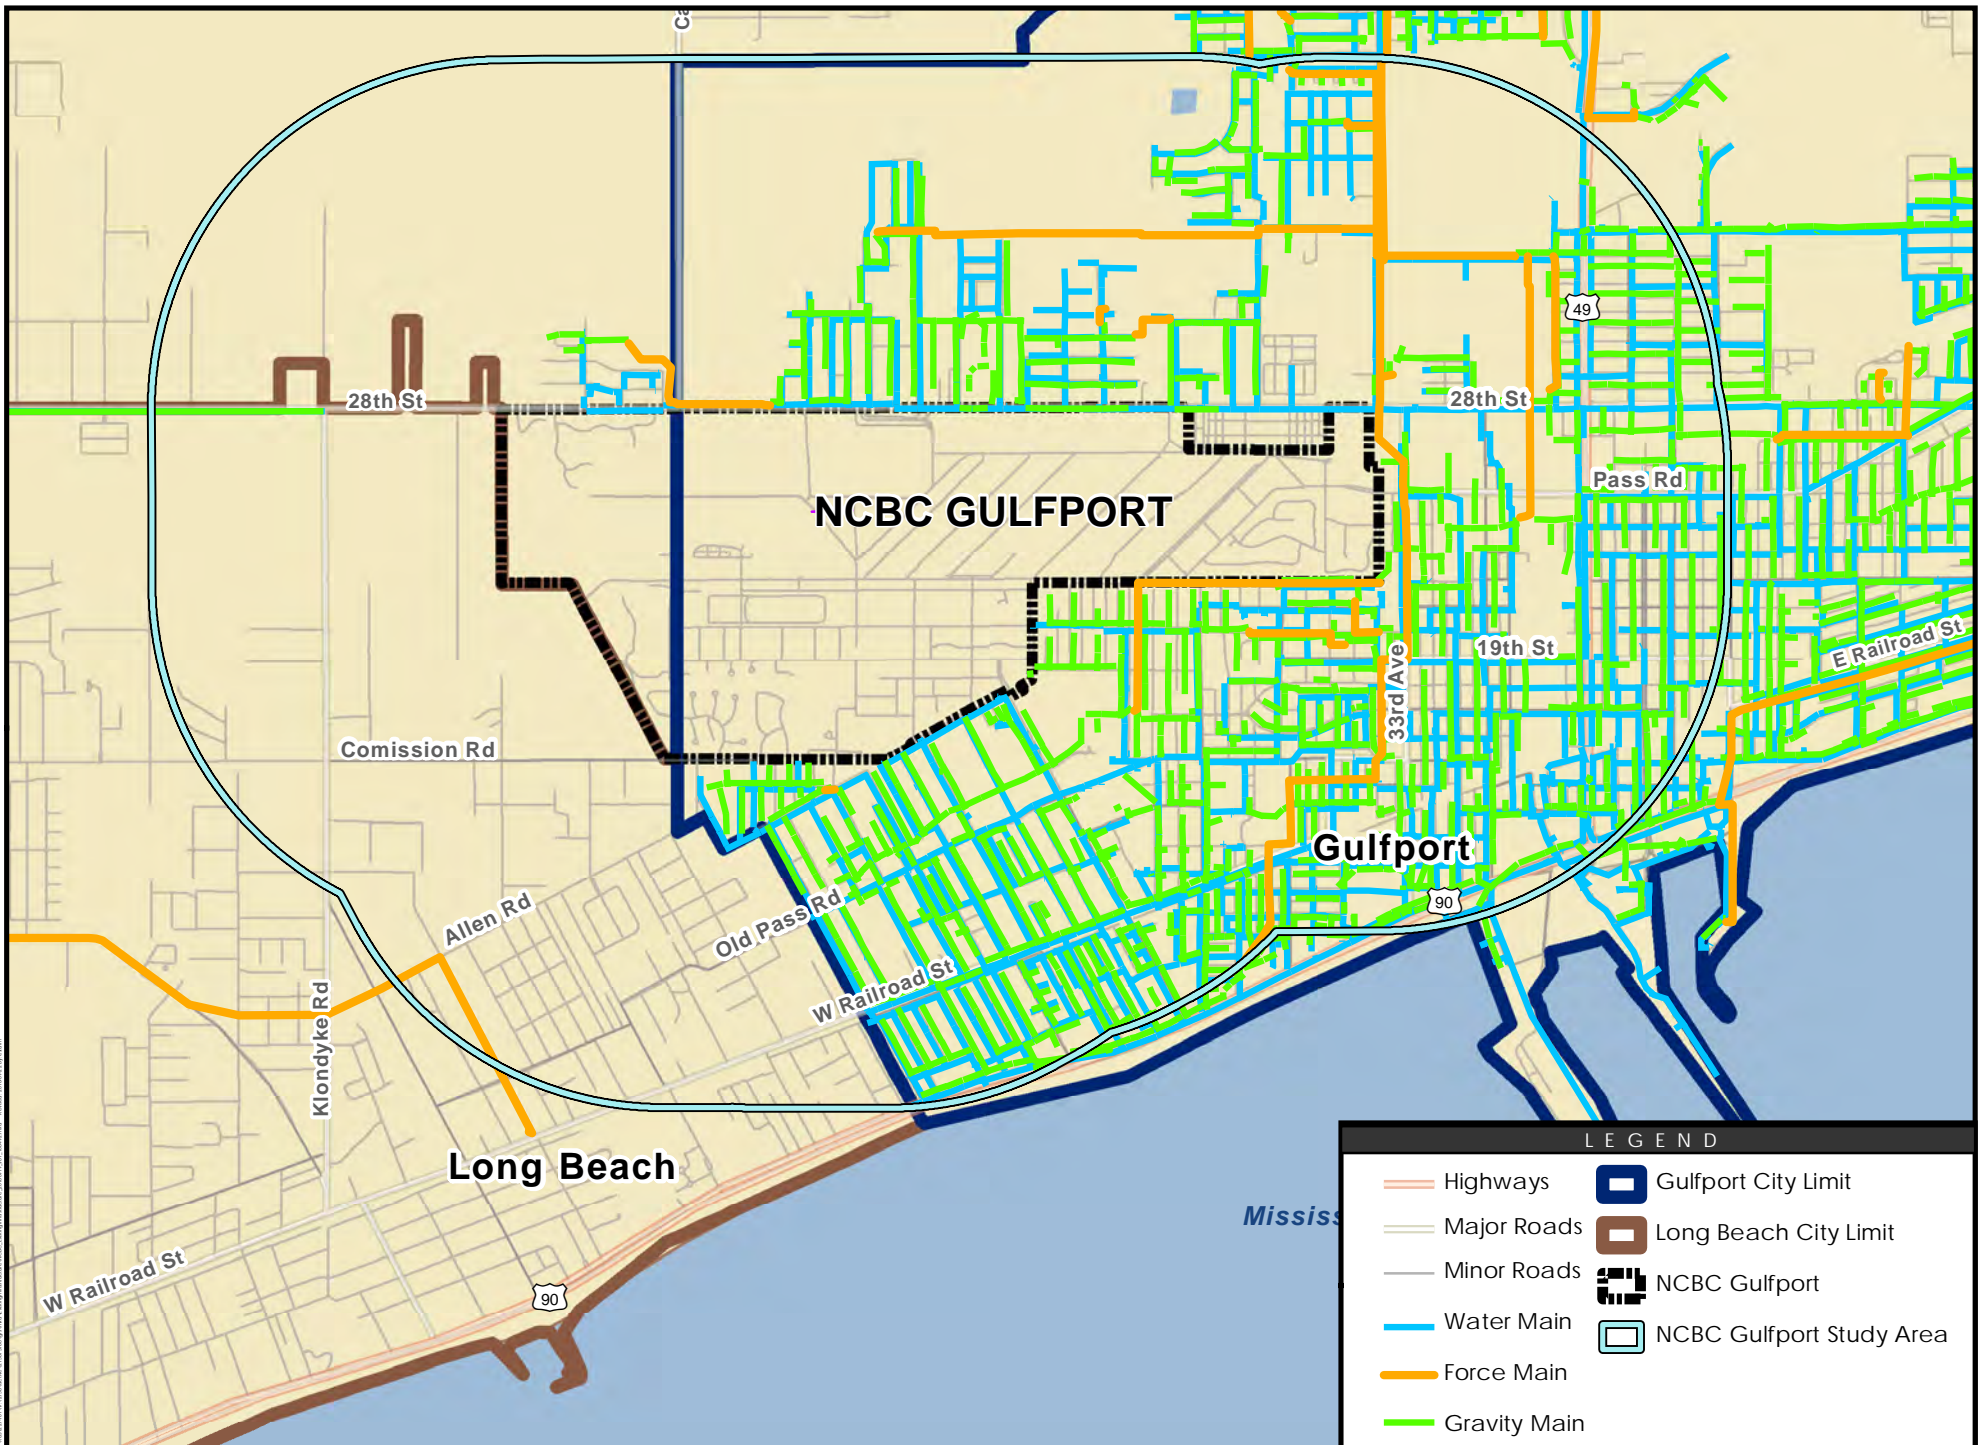 Ca
49
28th St
28th St
Pass Rd
NCBC GULFPORT
19th St
E Railroad St
33rd Ave
Comission Rd
Gulfport
90
Allen Rd
Old Pass Rd
W Railroad St
Klondyke Rd
Long Beach
Missis
W Railroad St
90
LEGEND
Highways
Major Roads
Minor Roads
Water Main
Force Main
Gravity Main
Gulfport City Limit
Long Beach City Limit
NCBC Gulfport
NCBC Gulfport Study Area